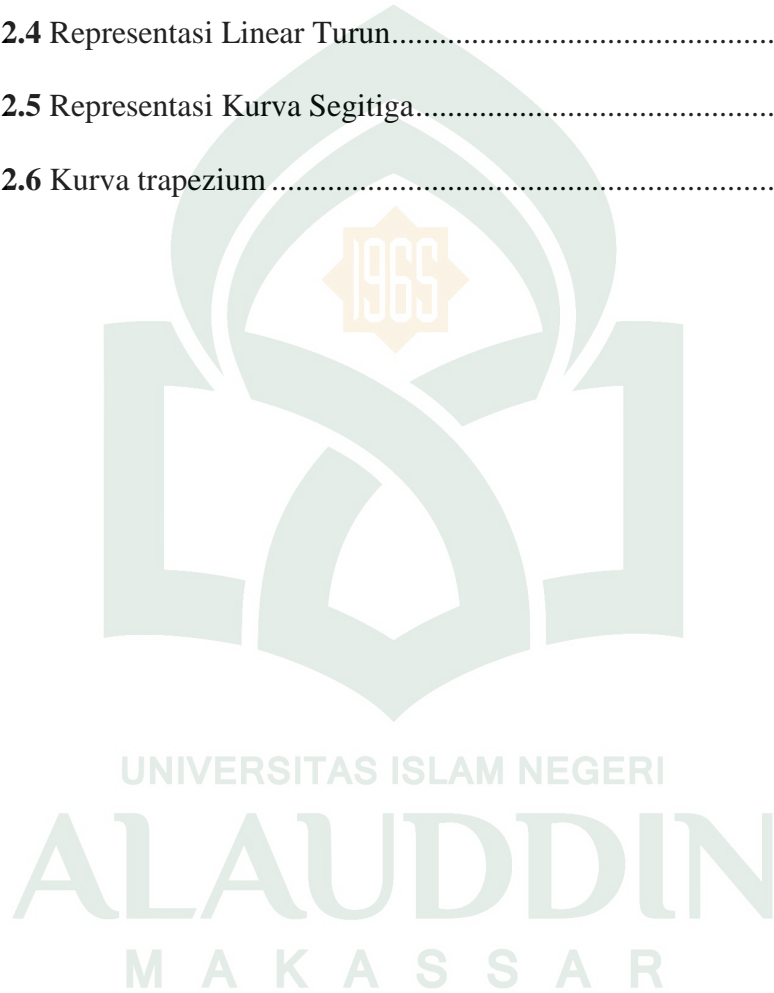 2.4 Representasi Linear Turun................................................
2.5 Representasi Kurva Segitiga.............................................
2.6 Kurva trapezium ...............................................................
1965
UNIVERSITAS ISLAM NEGERI
ALAUDDIN
MAKASSAR